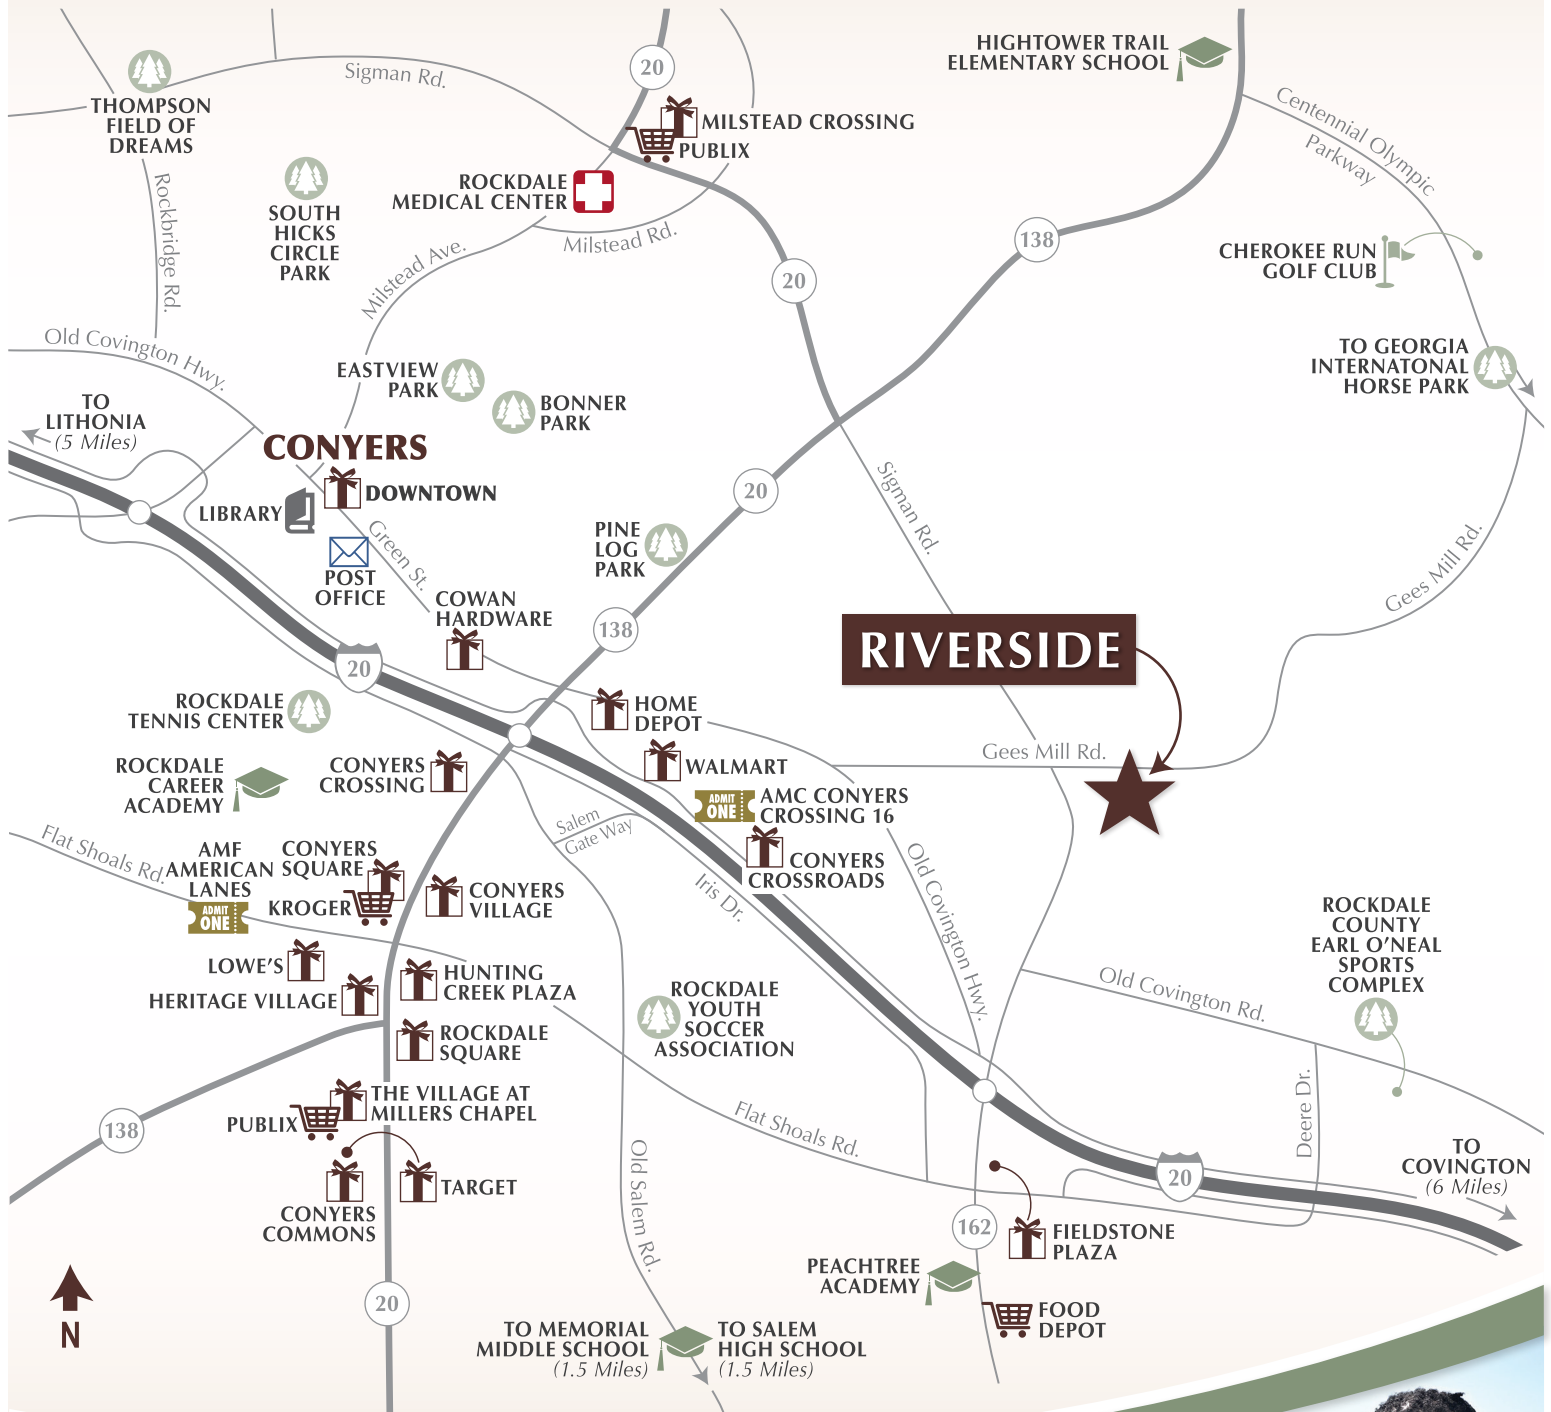 HIGHTOWER TRAIL
ELEMENTARY SCHOOL
20
Sigman Rd.
THOMPSON
FIELD OF
DREAMS
MILSTEAD CROSSING
PUBLIX
Centennial Olympic
Parkway
ROCKDALE
MEDICAL CENTER
SOUTH
HICKS
CIRCLE
PARK
Rockbridge Rd.
Milstead Ave.
Milstead Rd.
138
20
CHEROKEE RUN
GOLF CLUB
Old Covington Hwy.
TO GEORGIA
INTERNATONAL
HORSE PARK
EASTVIEW
PARK
BONNER
PARK
TO
LITHONIA
(5 Miles)
CONYERS
DOWNTOWN
LIBRARY
20
Sigman Rd.
Green St.
POST
OFFICE
PINE
LOG
PARK
Gees Mill Rd.
COWAN
HARDWARE
138
RIVERSIDE
20
ROCKDALE
TENNIS CENTER
HOME
DEPOT
Gees Mill Rd.
ROCKDALE
CAREER
ACADEMY
CONYERS
CROSSING
WALMART
ADMIT
ONE
AMC CONYERS
CROSSING 16
Salem
Gate Way
Flat Shoals Rd.
AMF
AMERICAN
LANES
ADMIT
ONE
CONYERS
SQUARE
KROGER
CONYERS
VILLAGE
CONYERS
CROSSROADS
Iris Dr.
Old Covington Hwy.
ROCKDALE
COUNTY
EARL O'NEAL
SPORTS
COMPLEX
LOWE'S
HERITAGE VILLAGE
HUNTING
CREEK PLAZA
ROCKDALE
YOUTH
SOCCER
ASSOCIATION
Old Covington Rd.
ROCKDALE
SQUARE
THE VILLAGE AT
MILLERS CHAPEL
PUBLIX
138
Flat Shoals Rd.
Deere Dr.
Old Salem Rd.
TO
COVINGTON
(6 Miles)
20
TARGET
CONYERS
COMMONS
162
FIELDSTONE
PLAZA
PEACHTREE
ACADEMY
20
FOOD
DEPOT
N
TO MEMORIAL
MIDDLE SCHOOL
(1.5 Miles)
TO SALEM
HIGH SCHOOL
(1.5 Miles)